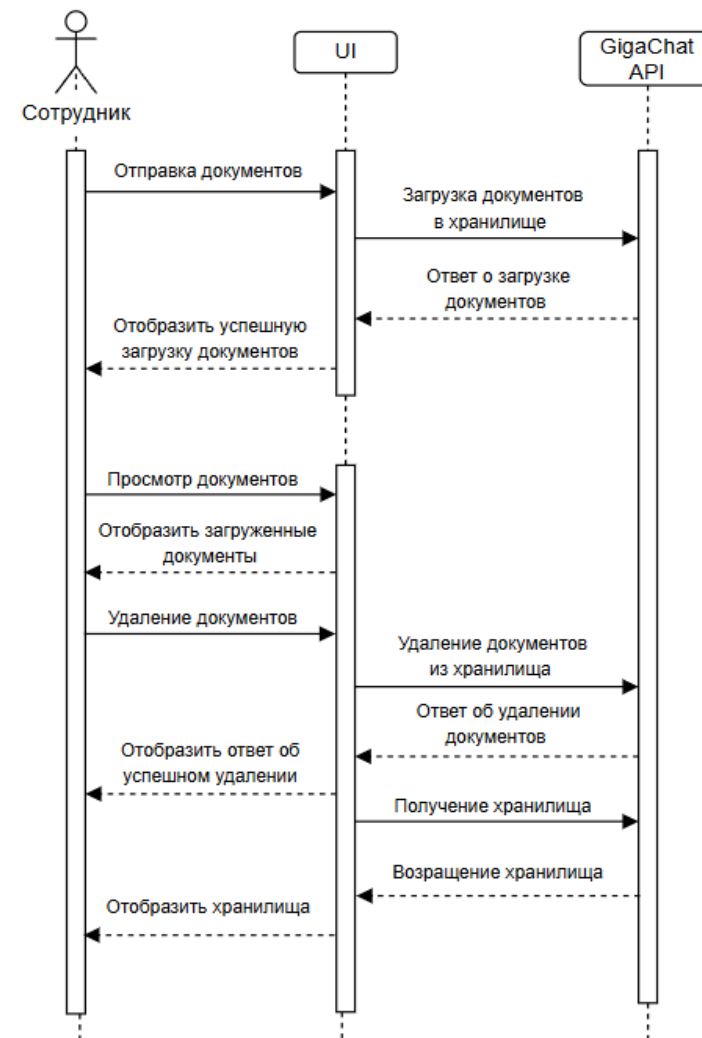 UI
GigaChat
API
Сотрудник
Отправка документов
Загрузка документов
в хранилище
Ответ о загрузке
документов
Отобразить успешную
загрузку документов
Просмотр документов
Отобразить загруженные
документы
Удаление документов
Удаление документов
из хранилища
Ответ об удалении
документов
Отобразить ответ об
успешном удалении
Получение хранилища
Возращение хранилища
Отобразить хранилища